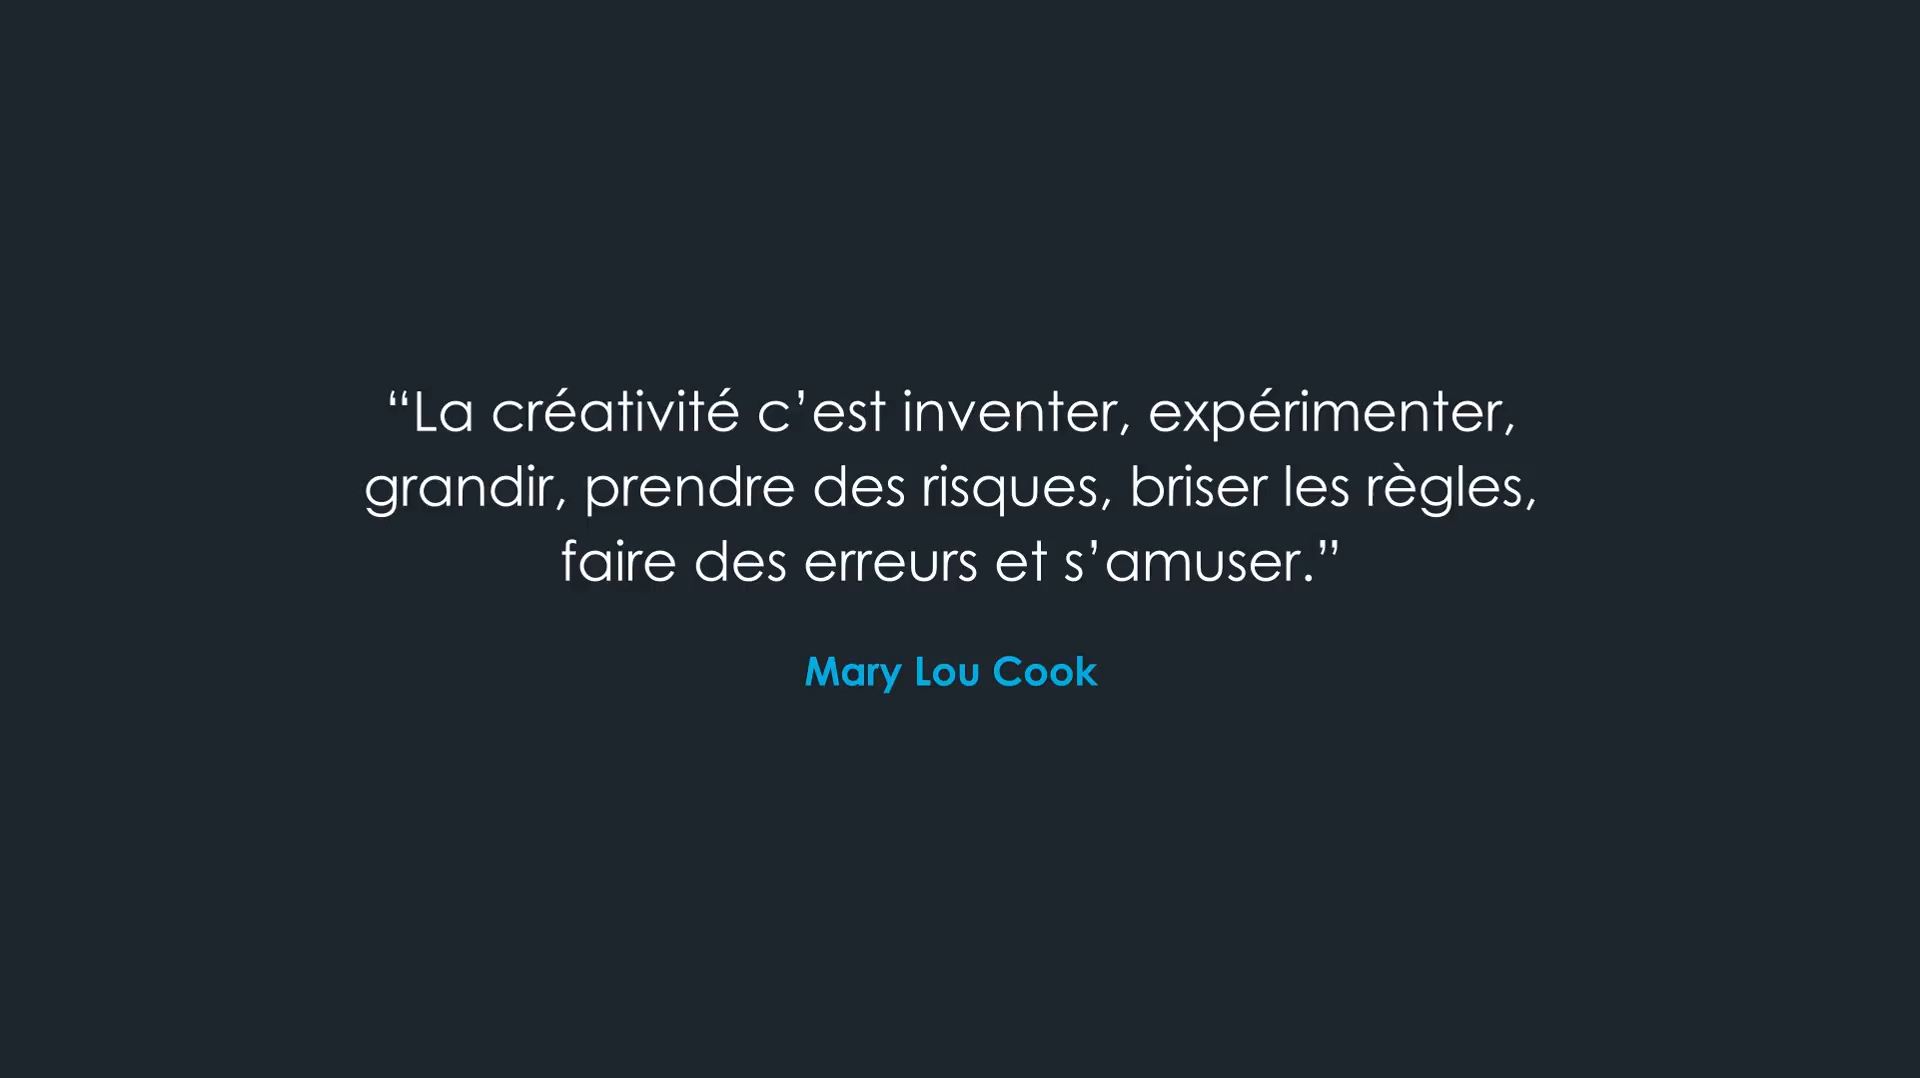 “La créativité c’est inventer, expérimenter,
grandir, prendre des risques, briser les règles,
faire des erreurs et s’amuser.”
Mary Lou Cook